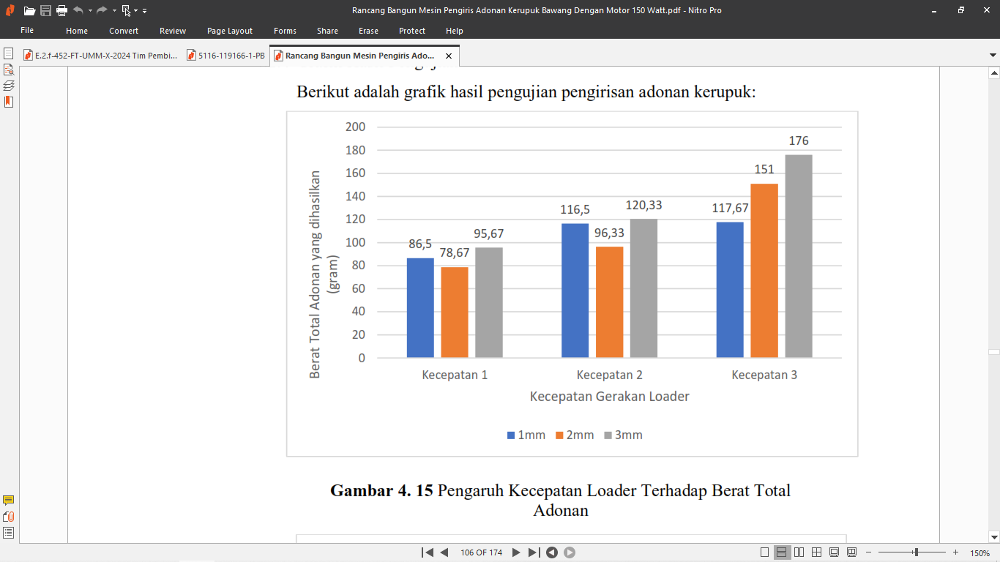 Rancang Bangun Mesin Pengiris Adonan Kerupuk Bawang Dengan Motor 150 Watt.pdf - Nitro Pro
File Home Convert Review Page Layout Forms Share Erase Protect Help
E.2.f-452-FT-UMM-X-2024 Tim Pembi... 5116-119166-1-PB Rancang Bangun Mesin Pengiris Ado...
Berikut adalah grafik hasil pengujian pengirisan adonan kerupuk:
Berat Total Adonan yang dihasilkan
(gram)
200
180
160
140
120
100
80
60
40
20
0
86,5
78,67
95,67
116,5
96,33
120,33
117,67
151
176
Kecepatan 1 Kecepatan 2 Kecepatan 3
Kecepatan Gerakan Loader
1mm 2mm 3mm
Gambar 4. 15 Pengaruh Kecepatan Loader Terhadap Berat Total
Adonan
106 OF 174
150%